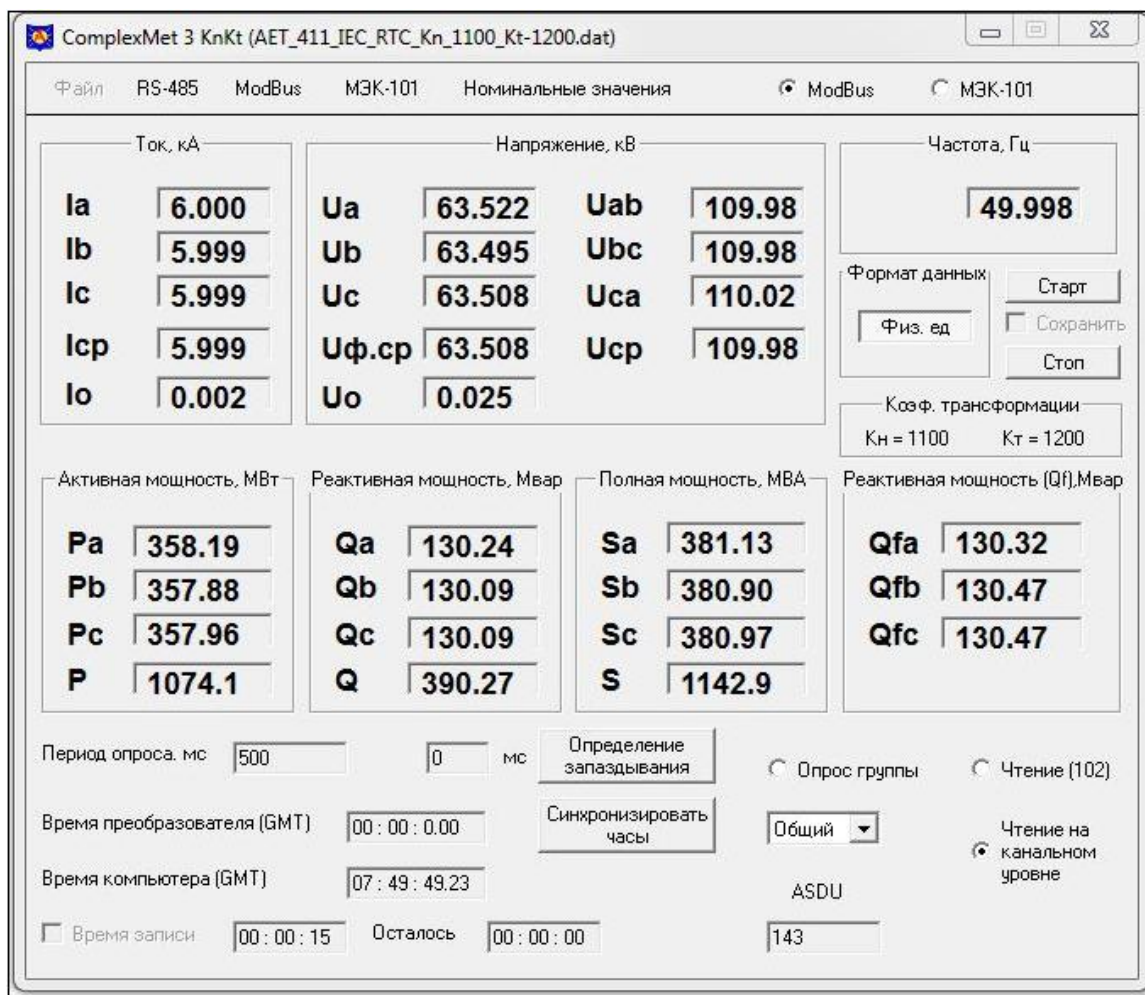 ComplexMet 3 KnKt (AET_411_IEC_RTC_Kn_1100_Kt-1200.dat)
Файл RS-485 ModBus МЭК-101 Номинальные значения ModBus МЭК-101
Ток, кА
Ia 6.000
Ib 5.999
Ic 5.999
Icp 5.999
Io 0.002
Напряжение, кВ
Ua 63.522 Uab 109.98
Ub 63.495 Ubc 109.98
Uc 63.508 Uca 110.02
Uф.ср 63.508 Ucp 109.98
Uo 0.025
Частота, Гц
49.998
Формат данных
Физ. ед
Старт
Сохранить
Стоп
Коэф. трансформации
Кн = 1100 Кт = 1200
Активная мощность, МВт
Pa 358.19
Pb 357.88
Pc 357.96
P 1074.1
Реактивная мощность, Мвар
Qa 130.24
Qb 130.09
Qc 130.09
Q 390.27
Полная мощность, МВА
Sa 381.13
Sb 380.90
Sc 380.97
S 1142.9
Реактивная мощность (Qf),Мвар
Qfa 130.32
Qfb 130.47
Qfc 130.47
Период опроса. мс 500 0 мс
Определение
запаздывания
Опрос группы Чтение (102)
Время преобразователя (GMT) 00 : 00 : 0.00
Синхронизировать
часы
Общий
Чтение на
канальном
уровне
Время компьютера (GMT) 07 : 49 : 49.23
ASDU
Время записи 00 : 00 : 15 Осталось 00 : 00 : 00 143